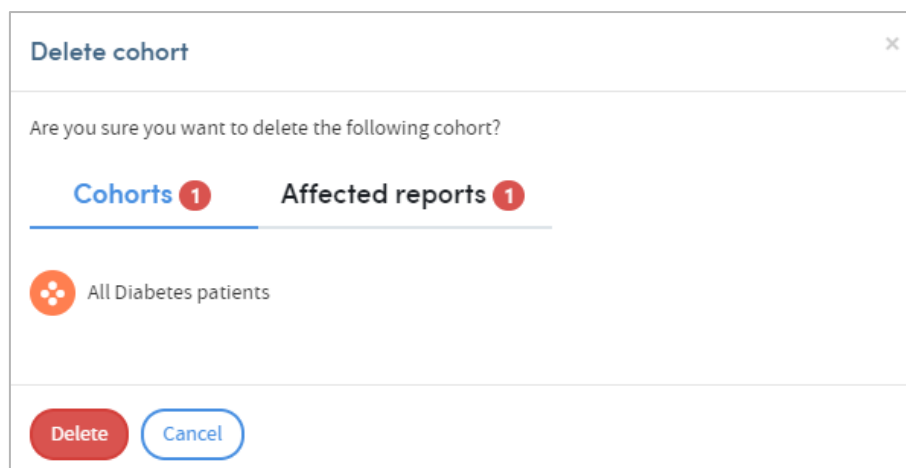 Delete cohort ×
Are you sure you want to delete the following cohort?
Cohorts 1 Affected reports 1
All Diabetes patients
Delete Cancel